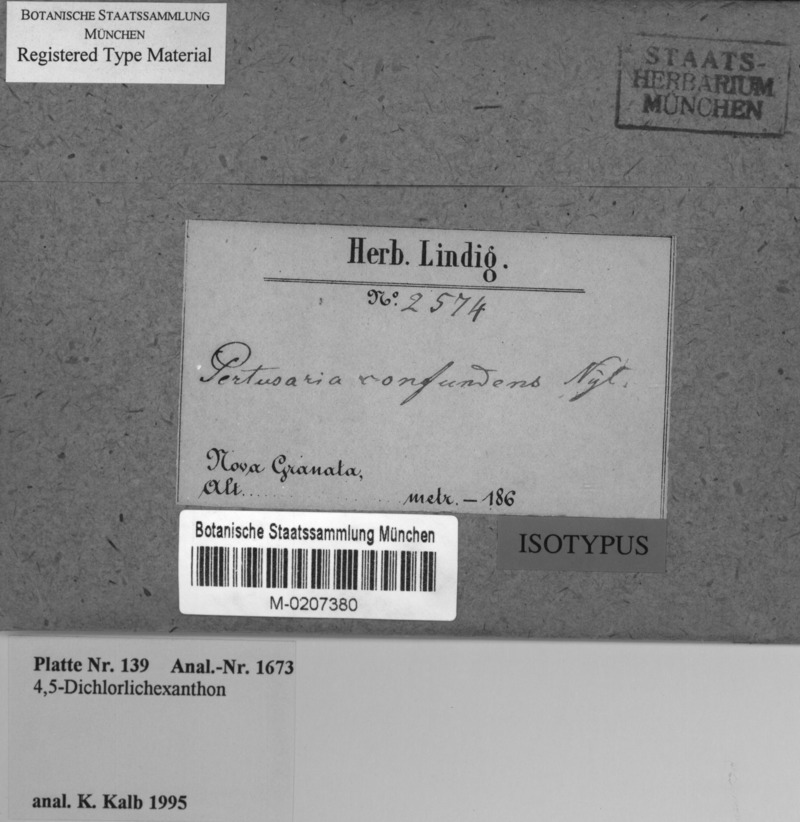 BOTANISCHE STAATSSAMMLUNG
MÜNCHEN
Registered Type Material
STAATS-
HERBARIUM
MÜNCHEN
Herb. Lindig.
No. 2574
Pertusaria confundens Nyl.
Nova Granata,
Alt. metr. — 186
Botanische Staatssammlung München
M-0207380
ISOTYPUS
Platte Nr. 139 Anal.-Nr. 1673
4,5-Dichlorlichexanthon
anal. K. Kalb 1995